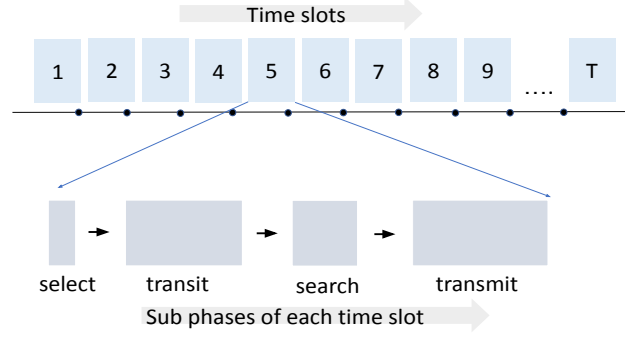 Time slots
1 2 3 4 5 6 7 8 9 .... T
select transit search transmit
Sub phases of each time slot